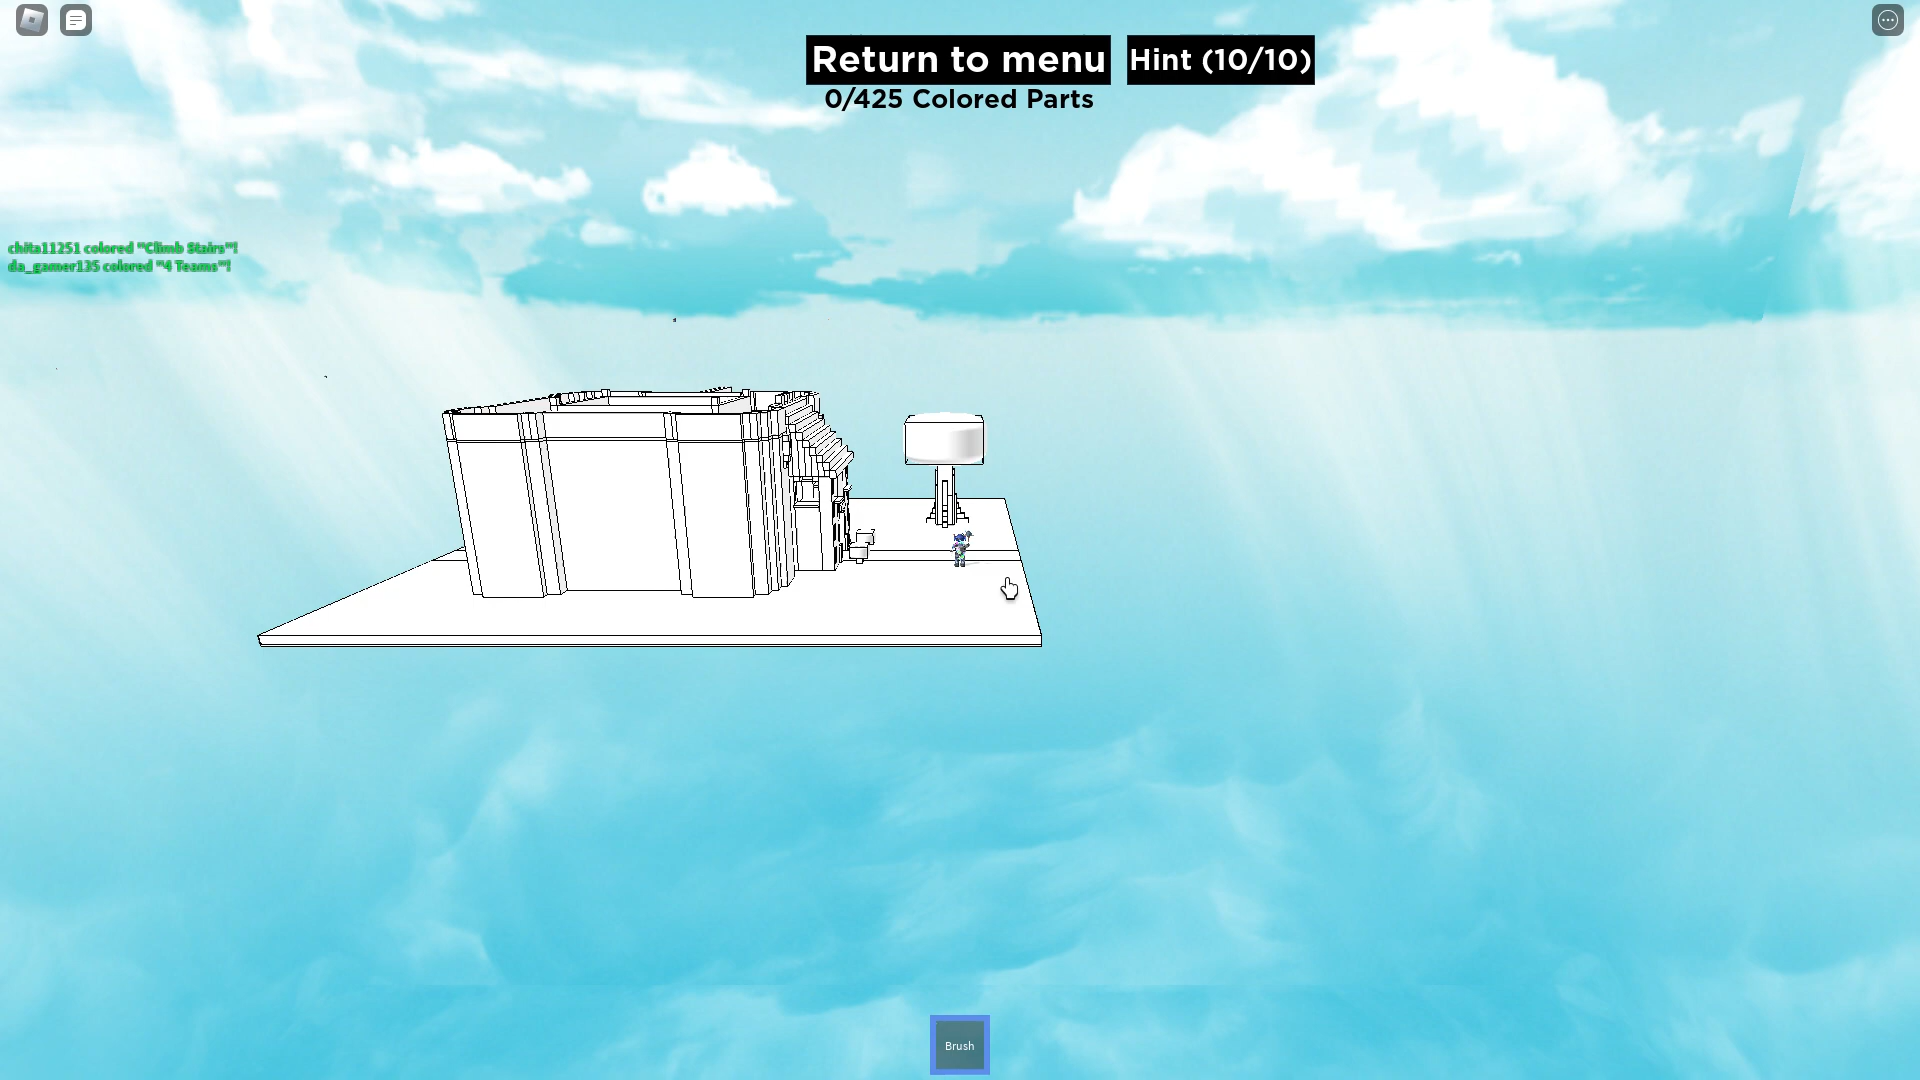 Return to menu
Hint (10/10)
0/425 Colored Parts
chita11251 colored "Climb Stairs"!
da_gamer135 colored "4 Teams"!
Brush